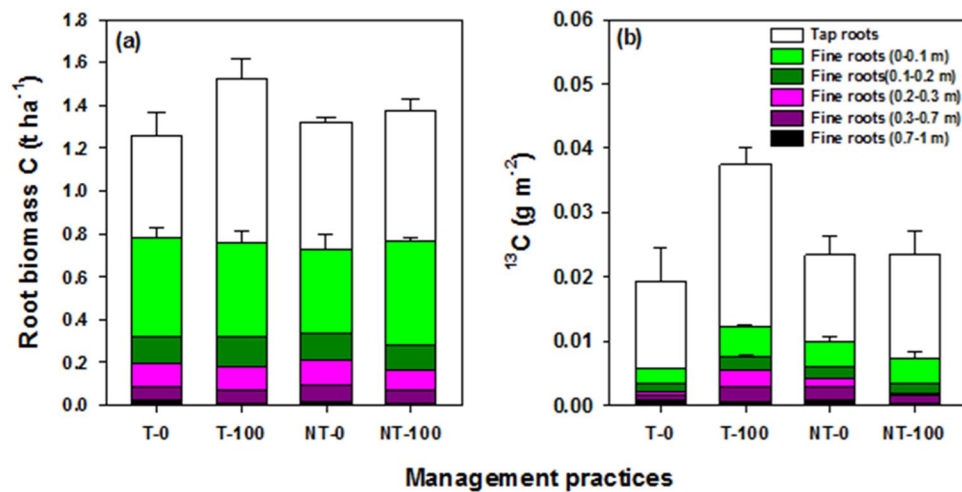 (a)
Root biomass C (t ha-1)
1.8
1.6
1.4
1.2
1.0
0.8
0.6
0.4
0.2
0.0
T-0 T-100 NT-0 NT-100
(b)
13C (g m-2)
0.06
0.05
0.04
0.03
0.02
0.01
0.00
Tap roots
Fine roots (0-0.1 m)
Fine roots(0.1-0.2 m)
Fine roots (0.2-0.3 m)
Fine roots (0.3-0.7 m)
Fine roots (0.7-1 m)
T-0 T-100 NT-0 NT-100
Management practices